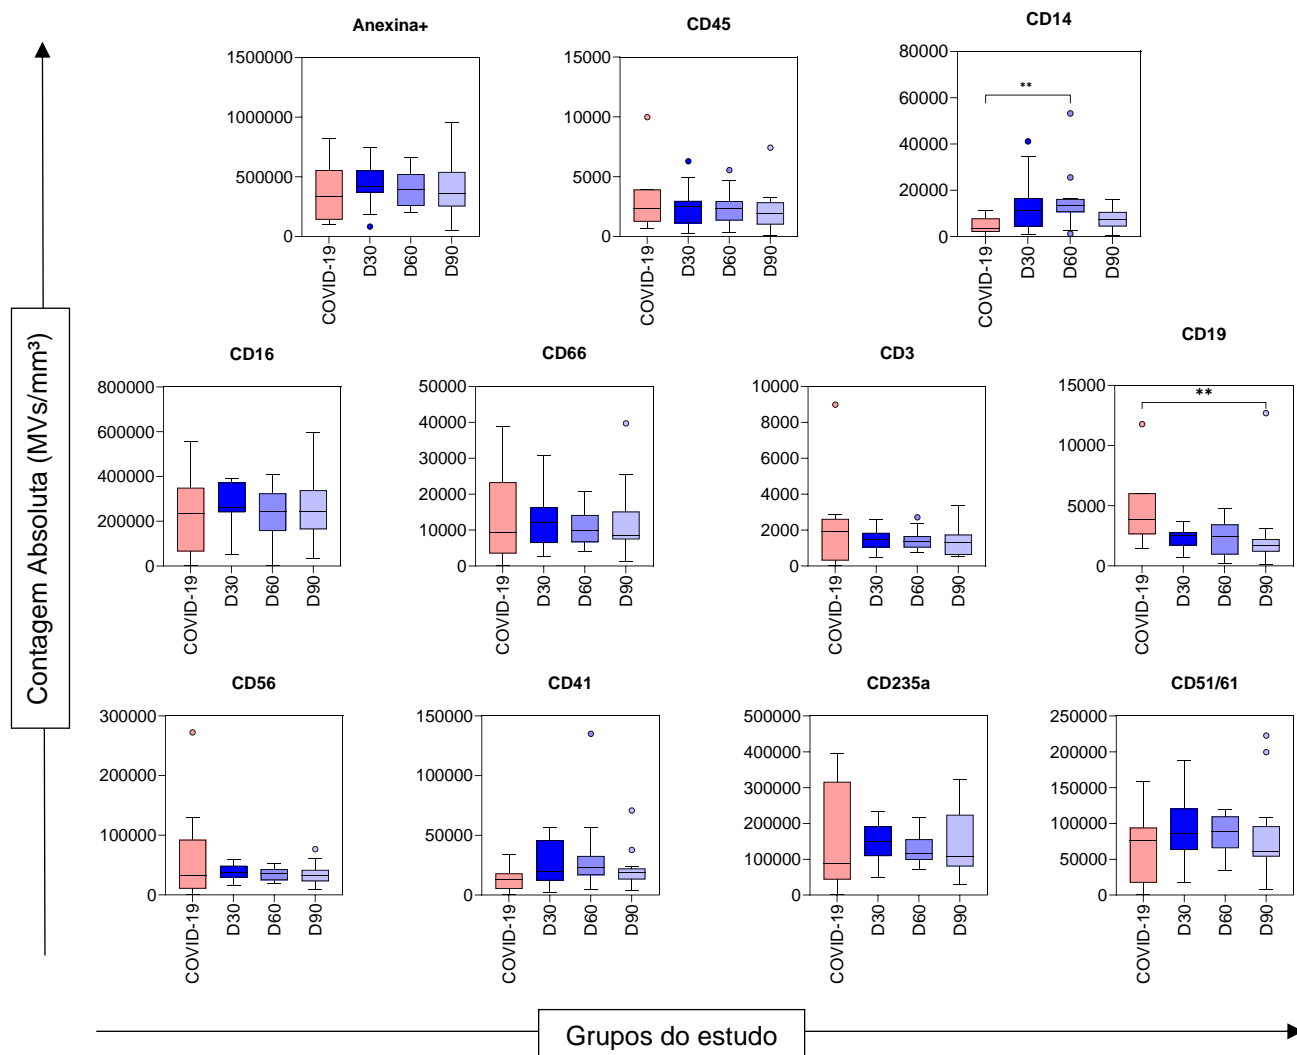 Anexina+
1500000
1000000
500000
0
COVID-19
D30
D60
D90
CD45
15000
10000
5000
0
COVID-19
D30
D60
D90
CD14
80000
60000
40000
20000
0
**
COVID-19
D30
D60
D90
Contagem Absoluta (MVs/mm³)
CD16
800000
600000
400000
200000
0
COVID-19
D30
D60
D90
CD66
50000
40000
30000
20000
10000
0
COVID-19
D30
D60
D90
CD3
10000
8000
6000
4000
2000
0
COVID-19
D30
D60
D90
CD19
15000
10000
5000
0
**
COVID-19
D30
D60
D90
CD56
300000
200000
100000
0
COVID-19
D30
D60
D90
CD41
150000
100000
50000
0
COVID-19
D30
D60
D90
CD235a
500000
400000
300000
200000
100000
0
COVID-19
D30
D60
D90
CD51/61
250000
200000
150000
100000
50000
0
COVID-19
D30
D60
D90
Grupos do estudo